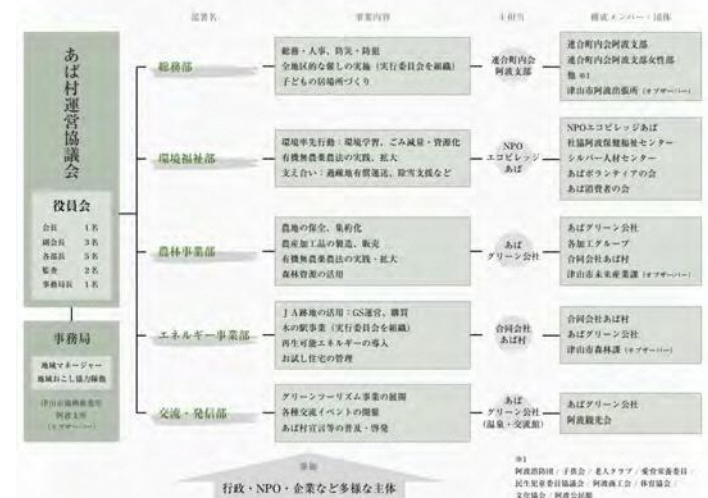 部署名
事業内容
主担当
構成メンバー・団体
あば村運営協議会
役員会
会長 1名
副会長 3名
各部長 5名
監査 2名
事務局長 1名
事務局
地域マネージャー
地域おこし協力隊他
阿波支所
(オブザーバー)
総務部
総務・人事、防災・防犯
全地区的な催しの実施(実行委員会を組織)
子どもの居場所づくり
連合町内会
阿波支部
連合町内会阿波支部
連合町内会阿波支部女性部
他 ※1
津山市阿波出張所(オブザーバー)
環境福祉部
環境率先行動:環境学習、ごみ減量・資源化
有機無農薬農法の実践、拡大
支え合い:過疎地有償運送、除雪支援など
NPO
エコビレッジ
あば
NPOエコビレッジあば
社協阿波保健福祉センター
シルバー人材センター
あばボランティアの会
あば消費者の会
農林事業部
農地の保全、集約化
農産加工品の製造、販売
有機無農薬農法の実践・拡大
森林資源の活用
あば
グリーン公社
あばグリーン公社
各加工グループ
合同会社あば村
津山市未来産業課(オブザーバー)
エネルギー事業部
JA跡地の活用:GS運営、購買
木の駅事業(実行委員会を組織)
再生可能エネルギーの導入
お試し住宅の管理
合同会社
あば村
合同会社あば村
あばグリーン公社
津山市森林課(オブザーバー)
交流・発信部
グリーンツーリズム事業の展開
各種交流イベントの開催
あば村宣言等の普及・啓発
あば
グリーン公社
(温泉・交流館)
あばグリーン公社
阿波観光会
参加
行政・NPO・企業など多様な主体
※1
阿波消防団/子供会/老人クラブ/愛育栄養委員/
民生児童委員協議会/阿波商工会/体育協会/
文化協会/阿波公民館